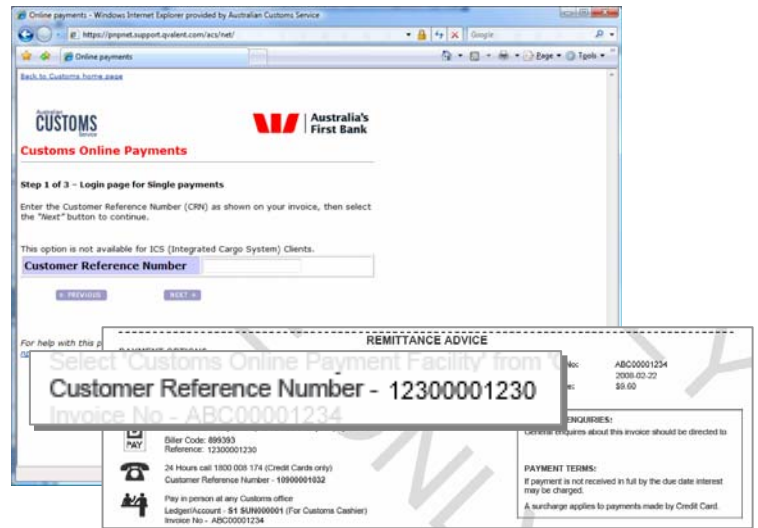 Online payments - Windows Internet Explorer provided by Australian Customs Service
https://pnpnet.support.qvalent.com/acs/net/
Google
Online payments
Page Tools
Back to Customs home page
Australian
CUSTOMS
Service
Australia's
First Bank
Customs Online Payments
Step 1 of 3 – Login page for Single payments
Enter the Customer Reference Number (CRN) as shown on your invoice, then select
the "Next" button to continue.
This option is not available for ICS (Integrated Cargo System) Clients.
Customer Reference Number
PREVIOUS NEXT
For help with this p
REMITTANCE ADVICE
PAYMENT OPTIONS
No: ABC00001234
2008-02-22
e: $9.60
Select 'Customs Online Payment Facility' from '
Customer Reference Number - 12300001230
Invoice No - ABC00001234
PAY
Biller Code: 899393
Reference: 12300001230
24 Hours call 1800 008 174 (Credit Cards only)
Customer Reference Number - 10900001032
Pay in person at any Customs office
Ledger/Account - S1 SUN000001 (For Customs Cashier)
Invoice No - ABC00001234
ENQUIRIES:
General enquires about this invoice should be directed to
PAYMENT TERMS:
If payment is not received in full by the due date interest
may be charged.
A surcharge applies to payments made by Credit Card.
ONLY